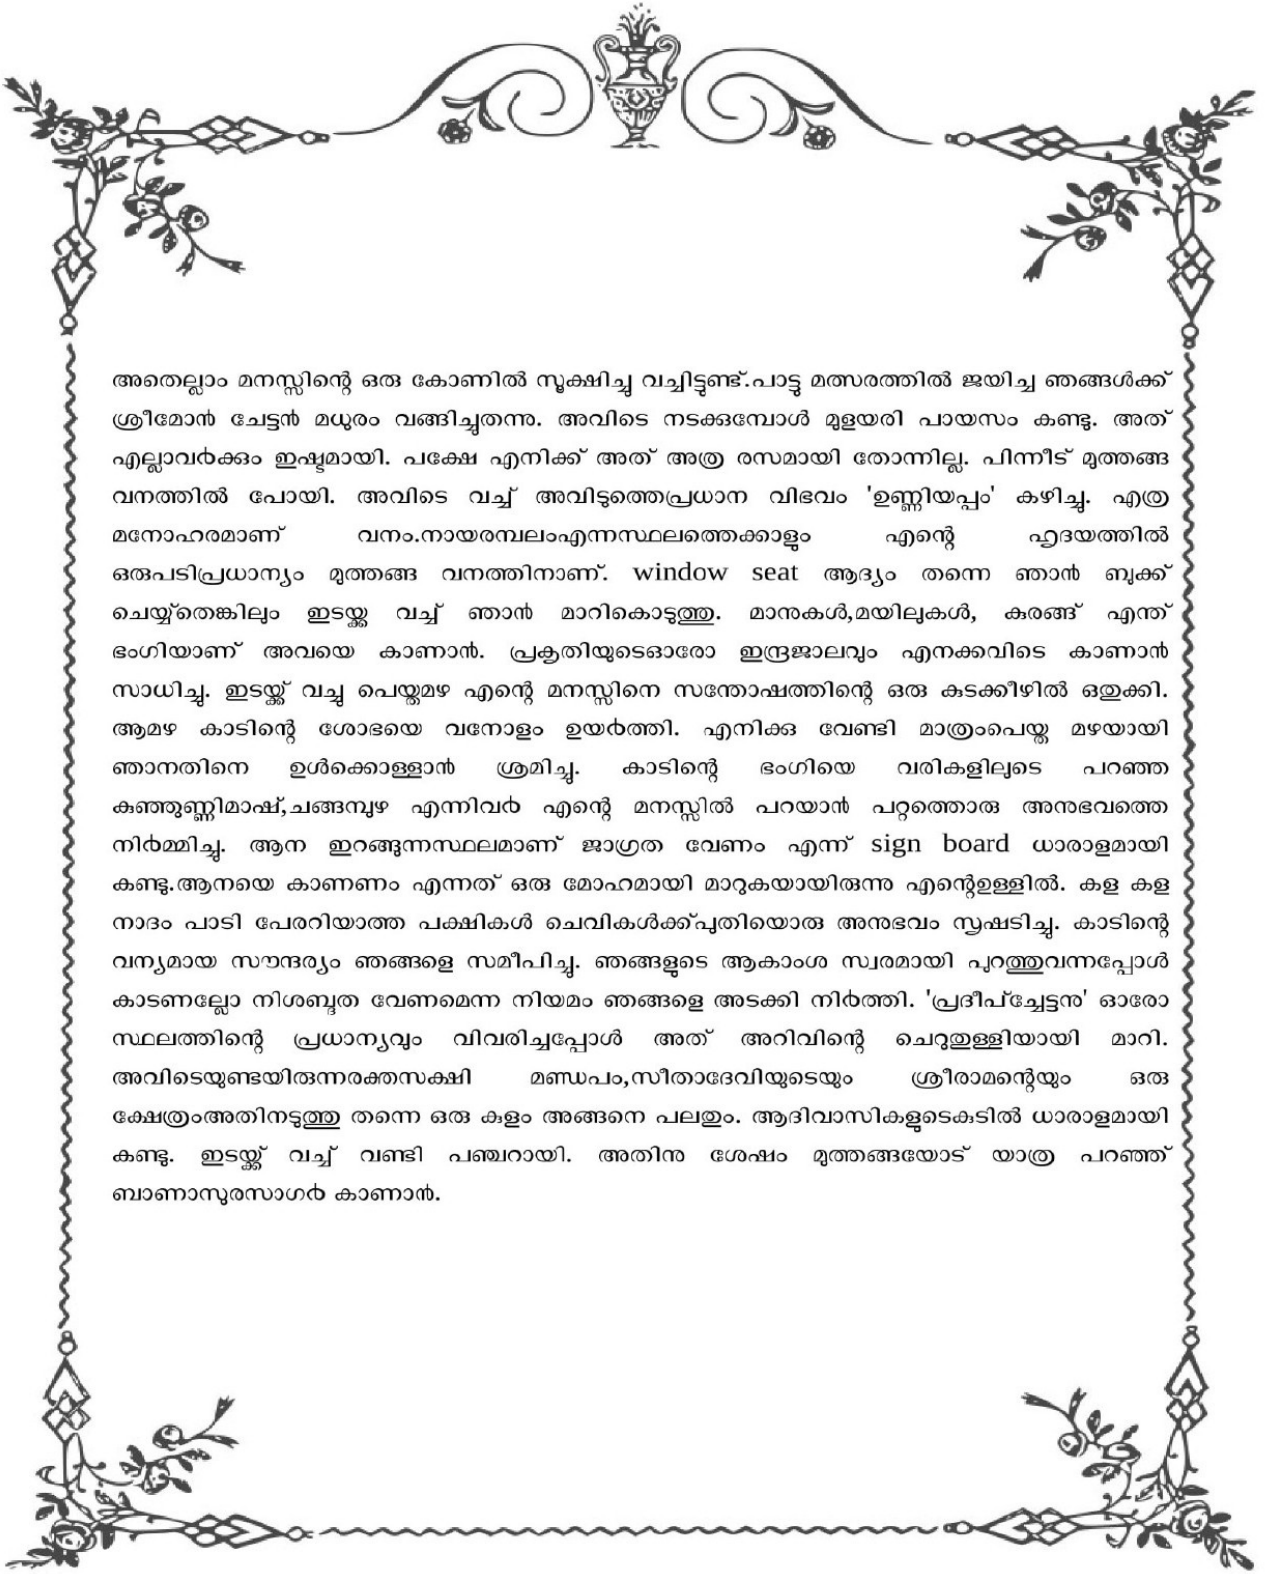 അതെല്ലാം മനസ്സിന്റെ ഒരു കോണിൽ സൂക്ഷിച്ചു വച്ചിട്ടുണ്ട്.പാട്ടു മത്സരത്തിൽ ജയിച്ച ഞങ്ങൾക്ക്
ശ്രീമോൻ ചേട്ടൻ മധുരം വങ്ങിച്ചുതന്നു. അവിടെ നടക്കുമ്പോൾ മുളയരി പായസം കണ്ടു. അത്
എല്ലാവർക്കും ഇഷ്ടമായി. പക്ഷേ എനിക്ക് അത് അത്ര രസമായി തോന്നില്ല. പിന്നീട് മുത്തങ്ങ
വനത്തിൽ പോയി. അവിടെ വച്ച് അവിടുത്തെപ്രധാന വിഭവം 'ഉണ്ണിയപ്പം' കഴിച്ചു. എത്ര
മനോഹരമാണ് വനം.നായരമ്പലംഎന്നസ്ഥലത്തെക്കാളും എന്റെ ഹൃദയത്തിൽ
ഒരുപടിപ്രധാന്യം മുത്തങ്ങ വനത്തിനാണ്. window seat ആദ്യം തന്നെ ഞാൻ ബുക്ക്
ചെയ്യ്തെങ്കിലും ഇടയ്ക്കു വച്ച് ഞാൻ മാറികൊടുത്തു. മാനുകൾ,മയിലുകൾ, കുരങ്ങ് എന്ത്
ഭംഗിയാണ് അവയെ കാണാൻ. പ്രകൃതിയുടെഓരോ ഇന്ദ്രജാലവും എനക്കവിടെ കാണാൻ
സാധിച്ചു. ഇടയ്ക്ക് വച്ചു പെയ്തമഴ എന്റെ മനസ്സിനെ സന്തോഷത്തിന്റെ ഒരു കുടക്കീഴിൽ ഒതുക്കി.
ആമഴ കാടിന്റെ ശോഭയെ വനോളം ഉയർത്തി. എനിക്കു വേണ്ടി മാത്രംപെയ്ത മഴയായി
ഞാനതിനെ ഉൾക്കൊള്ളാൻ ശ്രമിച്ചു. കാടിന്റെ ഭംഗിയെ വരികളിലുടെ പറഞ്ഞ
കുഞ്ഞുണ്ണിമാഷ്,ചങ്ങമ്പുഴ എന്നിവർ എന്റെ മനസ്സിൽ പറയാൻ പറ്റത്തൊരു അനുഭവത്തെ
നിർമ്മിച്ചു. ആന ഇറങ്ങുന്നസ്ഥലമാണ് ജാഗ്രത വേണം എന്ന് sign board ധാരാളമായി
കണ്ടു.ആനയെ കാണണം എന്നത് ഒരു മോഹമായി മാറുകയായിരുന്നു എന്റെഉള്ളിൽ. കള കള
നാദം പാടി പേരറിയാത്ത പക്ഷികൾ ചെവികൾക്ക്പുതിയൊരു അനുഭവം സൃഷടിച്ചു. കാടിന്റെ
വന്യമായ സൗന്ദര്യം ഞങ്ങളെ സമീപിച്ചു. ഞങ്ങളുടെ ആകാംശ സ്വരമായി പുറത്തുവന്നപ്പോൾ
കാടണല്ലോ നിശബ്ദത വേണമെന്ന നിയമം ഞങ്ങളെ അടക്കി നിർത്തി. 'പ്രദീപ്ച്ചേട്ടനു' ഓരോ
സ്ഥലത്തിന്റെ പ്രധാന്യവും വിവരിച്ചപ്പോൾ അത് അറിവിന്റെ ചെറുതുള്ളിയായി മാറി.
അവിടെയുണ്ടയിരുന്നരക്തസക്ഷി മണ്ഡപം,സീതാദേവിയുടെയും ശ്രീരാമന്റെയും ഒരു
ക്ഷേത്രംഅതിനടുത്തു തന്നെ ഒരു കുളം അങ്ങനെ പലതും. ആദിവാസികളുടെകുടിൽ ധാരാളമായി
കണ്ടു. ഇടയ്ക്ക് വച്ച് വണ്ടി പഞ്ചറായി. അതിനു ശേഷം മുത്തങ്ങയോട് യാത്ര പറഞ്ഞ്
ബാണാസുരസാഗർ കാണാൻ.